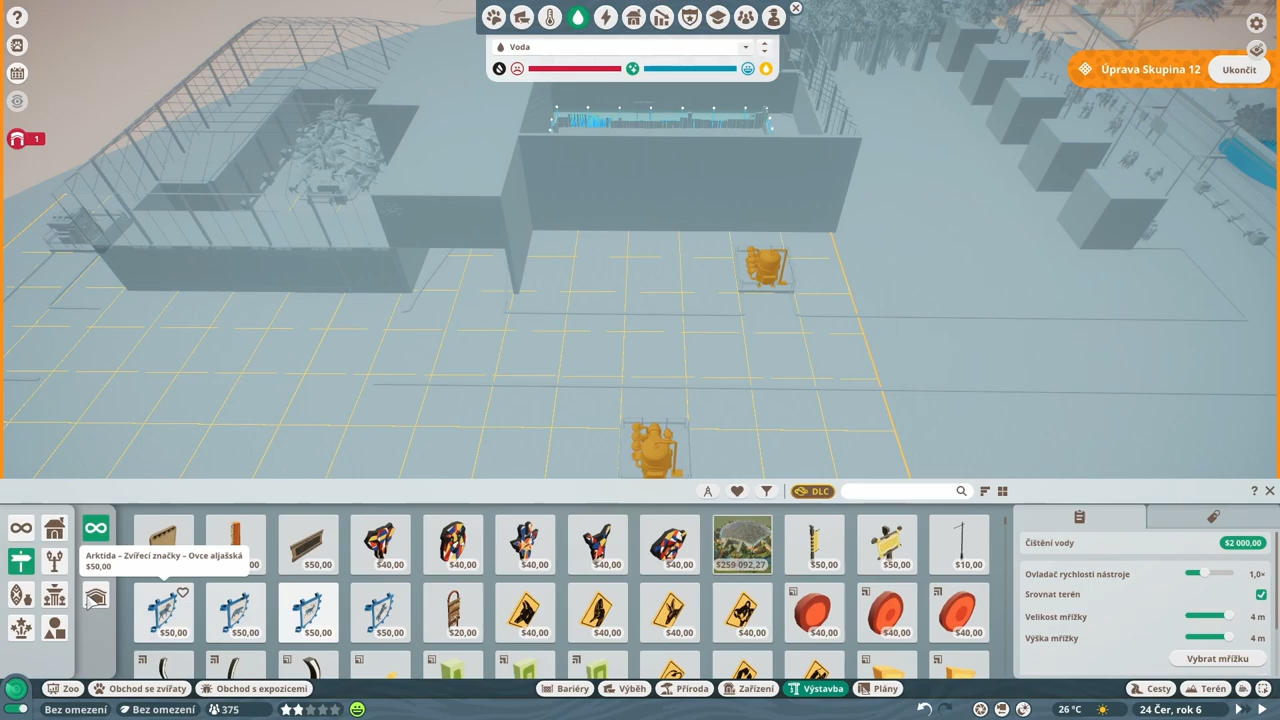 Voda
Úprava Skupina 12
Ukončit
1
DLC
Arktida – Zvířecí značky – Ovce aljašská
$50,00
$50,00
$40,00
$40,00
$40,00
$40,00
$40,00
$259 092,27
$50,00
$50,00
$10,00
$50,00
$50,00
$50,00
$50,00
$20,00
$40,00
$40,00
$40,00
$40,00
$40,00
$40,00
$40,00
Čištění vody
$2 000,00
Ovladač rychlosti nástroje
1,0×
Srovnat terén
Velikost mřížky
4 m
Výška mřížky
4 m
Vybrat mřížku
Zoo
Obchod se zvířaty
Obchod s expozicemi
Bariéry
Výběh
Příroda
Zařízení
Výstavba
Plány
Cesty
Terén
Bez omezení
Bez omezení
375
26 °C
24 Čer, rok 6